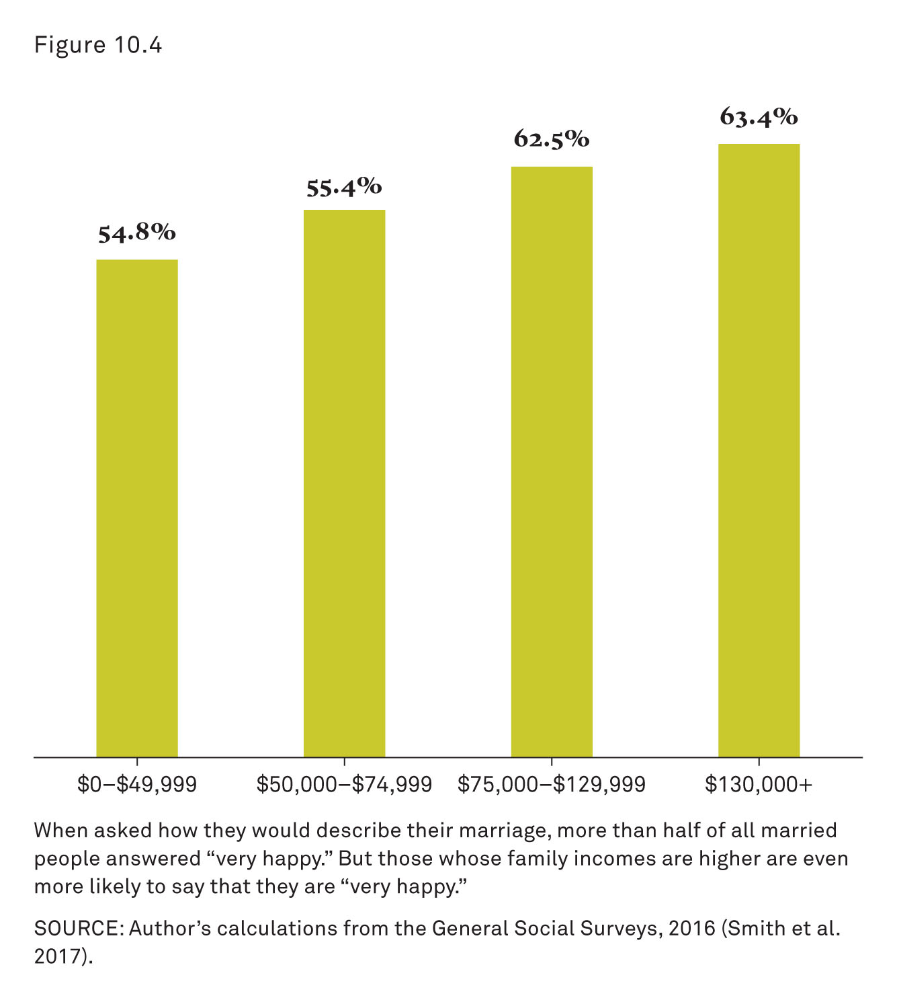 Figure 10.4
54.8%
55.4%
62.5%
63.4%
$0–$49,999
$50,000–$74,999
$75,000–$129,999
$130,000+
When asked how they would describe their marriage, more than half of all married
people answered “very happy.” But those whose family incomes are higher are even
more likely to say that they are “very happy.”
SOURCE: Author’s calculations from the General Social Surveys, 2016 (Smith et al.
2017).